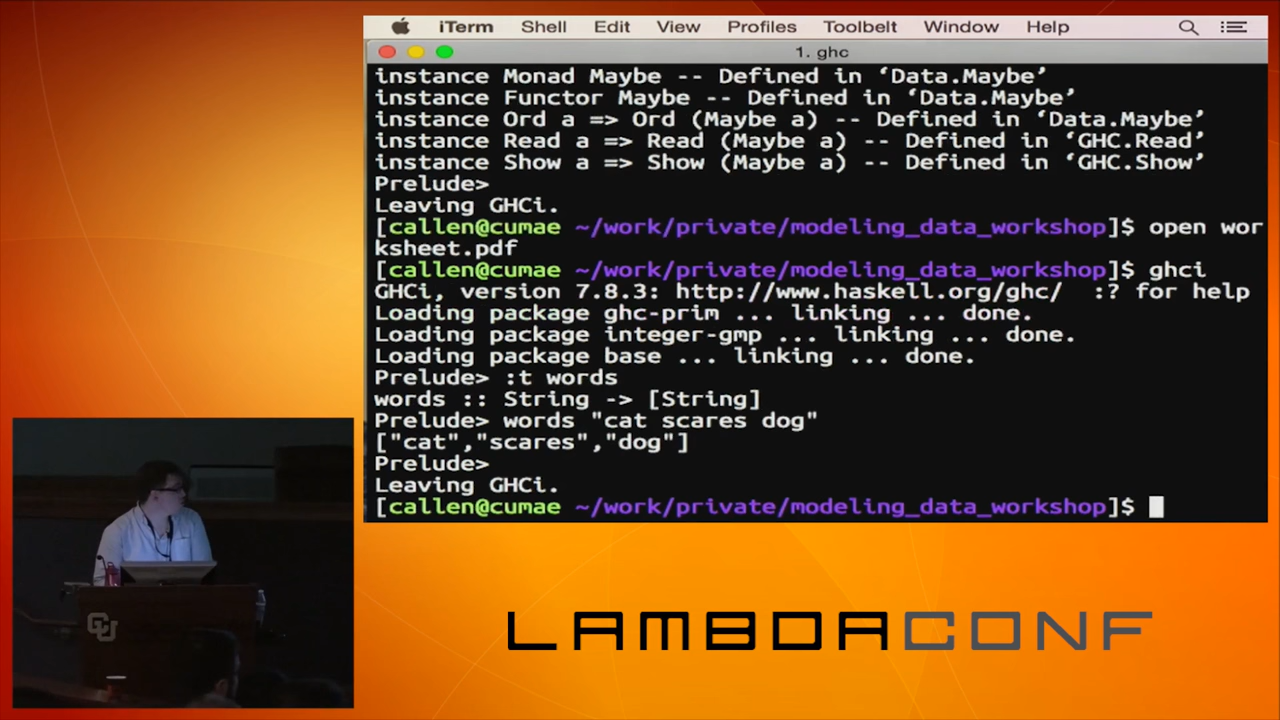 iTerm Shell Edit View Profiles Toolbelt Window Help
1. ghc
instance Monad Maybe -- Defined in ‘Data.Maybe’
instance Functor Maybe -- Defined in ‘Data.Maybe’
instance Ord a => Ord (Maybe a) -- Defined in ‘Data.Maybe’
instance Read a => Read (Maybe a) -- Defined in ‘GHC.Read’
instance Show a => Show (Maybe a) -- Defined in ‘GHC.Show’
Prelude>
Leaving GHCi.
[callen@cumae ~/work/private/modeling_data_workshop]$ open wor
ksheet.pdf
[callen@cumae ~/work/private/modeling_data_workshop]$ ghci
GHCi, version 7.8.3: http://www.haskell.org/ghc/ :? for help
Loading package ghc-prim ... linking ... done.
Loading package integer-gmp ... linking ... done.
Loading package base ... linking ... done.
Prelude> :t words
words :: String -> [String]
Prelude> words "cat scares dog"
["cat","scares","dog"]
Prelude>
Leaving GHCi.
[callen@cumae ~/work/private/modeling_data_workshop]$
CU
LAMBDACONF